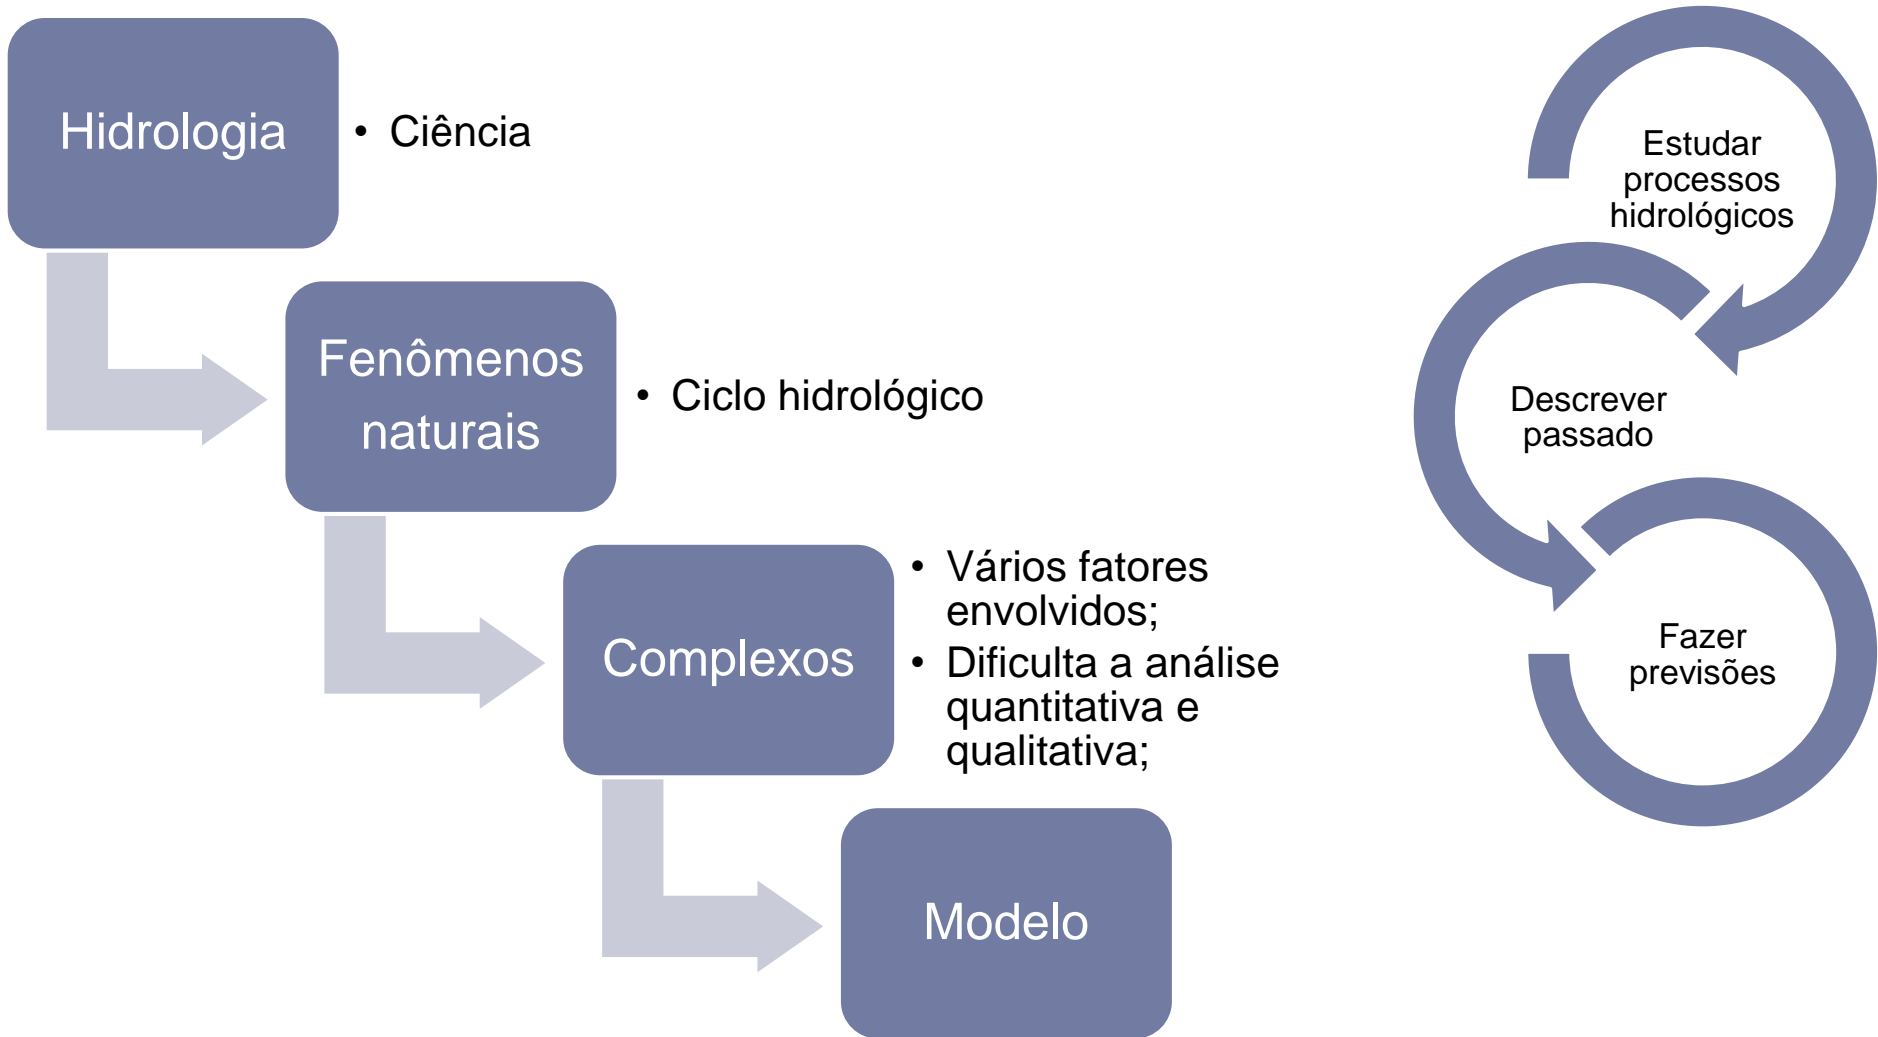 Hidrologia
• Ciência
Fenômenos
naturais
• Ciclo hidrológico
Complexos
• Vários fatores
envolvidos;
• Dificulta a análise
quantitativa e
qualitativa;
Modelo
Estudar
processos
hidrológicos
Descrever
passado
Fazer
previsões